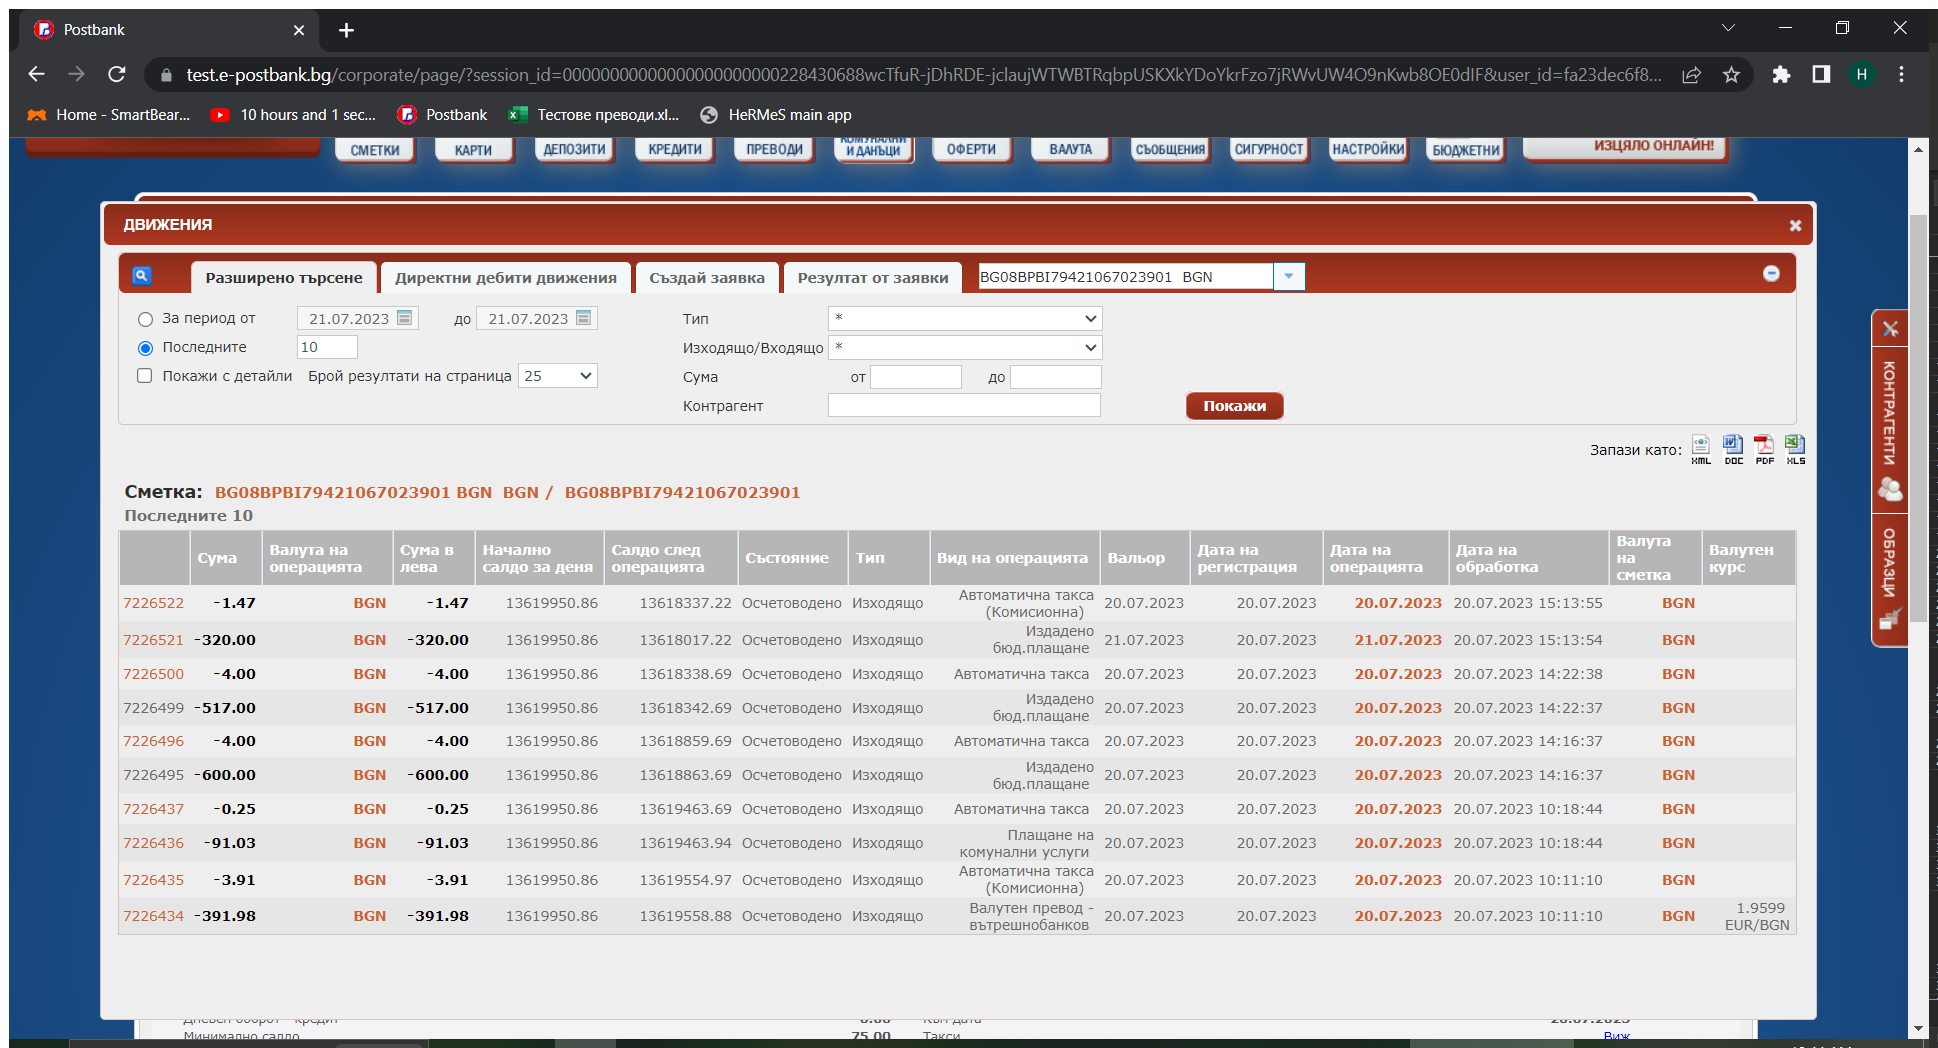 Postbank
test.e-postbank.bg/corporate/page/?session_id=
Home - SmartBear...
10 hours and 1 sec...
Postbank
Тестове преводи.xl...
HeRMeS main app
СМЕТКИ
КАРТИ
ДЕПОЗИТИ
КРЕДИТИ
ПРЕВОДИ
КОМУНАЛНИ
И ДАНЪЦИ
ОФЕРТИ
ВАЛУТА
СЪОБЩЕНИЯ
СИГУРНОСТ
НАСТРОЙКИ
БЮДЖЕТНИ
ИЗЦЯЛО ОНЛАЙН!
ДВИЖЕНИЯ
Разширено търсене
Директни дебити движения
Създай заявка
Резултат от заявки
BG08BPBI79421067023901 BGN
За период от 21.07.2023 до 21.07.2023
Тип *
Последните 10
Изходящо/Входящо *
Покажи с детайли Брой резултати на страница 25
Сума от до
Контрагент
Покажи
Запази като: XML DOC PDF XLS
КОНТРАГЕНТИ
ОБРАЗЦИ
Сметка: BG08BPBI79421067023901 BGN BGN / BG08BPBI79421067023901
Последните 10
Сума Валута на операцията Сума в лева Начално салдо за деня Салдо след операцията Състояние Тип Вид на операцията Вальор Дата на регистрация Дата на операцията Дата на обработка Валута на сметка Валутен курс
7226522 -1.47 BGN -1.47 13619950.86 13618337.22 Осчетоводено Изходящо Автоматична такса (Комисионна) 20.07.2023 20.07.2023 20.07.2023 20.07.2023 15:13:55 BGN
7226521 -320.00 BGN -320.00 13619950.86 13618017.22 Осчетоводено Изходящо Издадено бюд.плащане 21.07.2023 20.07.2023 21.07.2023 20.07.2023 15:13:54 BGN
7226500 -4.00 BGN -4.00 13619950.86 13618338.69 Осчетоводено Изходящо Автоматична такса 20.07.2023 20.07.2023 20.07.2023 20.07.2023 14:22:38 BGN
7226499 -517.00 BGN -517.00 13619950.86 13618342.69 Осчетоводено Изходящо Издадено бюд.плащане 20.07.2023 20.07.2023 20.07.2023 20.07.2023 14:22:37 BGN
7226496 -4.00 BGN -4.00 13619950.86 13618859.69 Осчетоводено Изходящо Автоматична такса 20.07.2023 20.07.2023 20.07.2023 20.07.2023 14:16:37 BGN
7226495 -600.00 BGN -600.00 13619950.86 13618863.69 Осчетоводено Изходящо Издадено бюд.плащане 20.07.2023 20.07.2023 20.07.2023 20.07.2023 14:16:37 BGN
7226437 -0.25 BGN -0.25 13619950.86 13619463.69 Осчетоводено Изходящо Автоматична такса 20.07.2023 20.07.2023 20.07.2023 20.07.2023 10:18:44 BGN
7226436 -91.03 BGN -91.03 13619950.86 13619463.94 Осчетоводено Изходящо Плащане на комунални услуги 20.07.2023 20.07.2023 20.07.2023 20.07.2023 10:18:44 BGN
7226435 -3.91 BGN -3.91 13619950.86 13619554.97 Осчетоводено Изходящо Автоматична такса (Комисионна) 20.07.2023 20.07.2023 20.07.2023 20.07.2023 10:11:10 BGN
7226434 -391.98 BGN -391.98 13619950.86 13619558.88 Осчетоводено Изходящо Валутен превод - вътрешнобанков 20.07.2023 20.07.2023 20.07.2023 20.07.2023 10:11:10 BGN 1.9599 EUR/BGN
Минимално салдо 75.00 Такси Виж